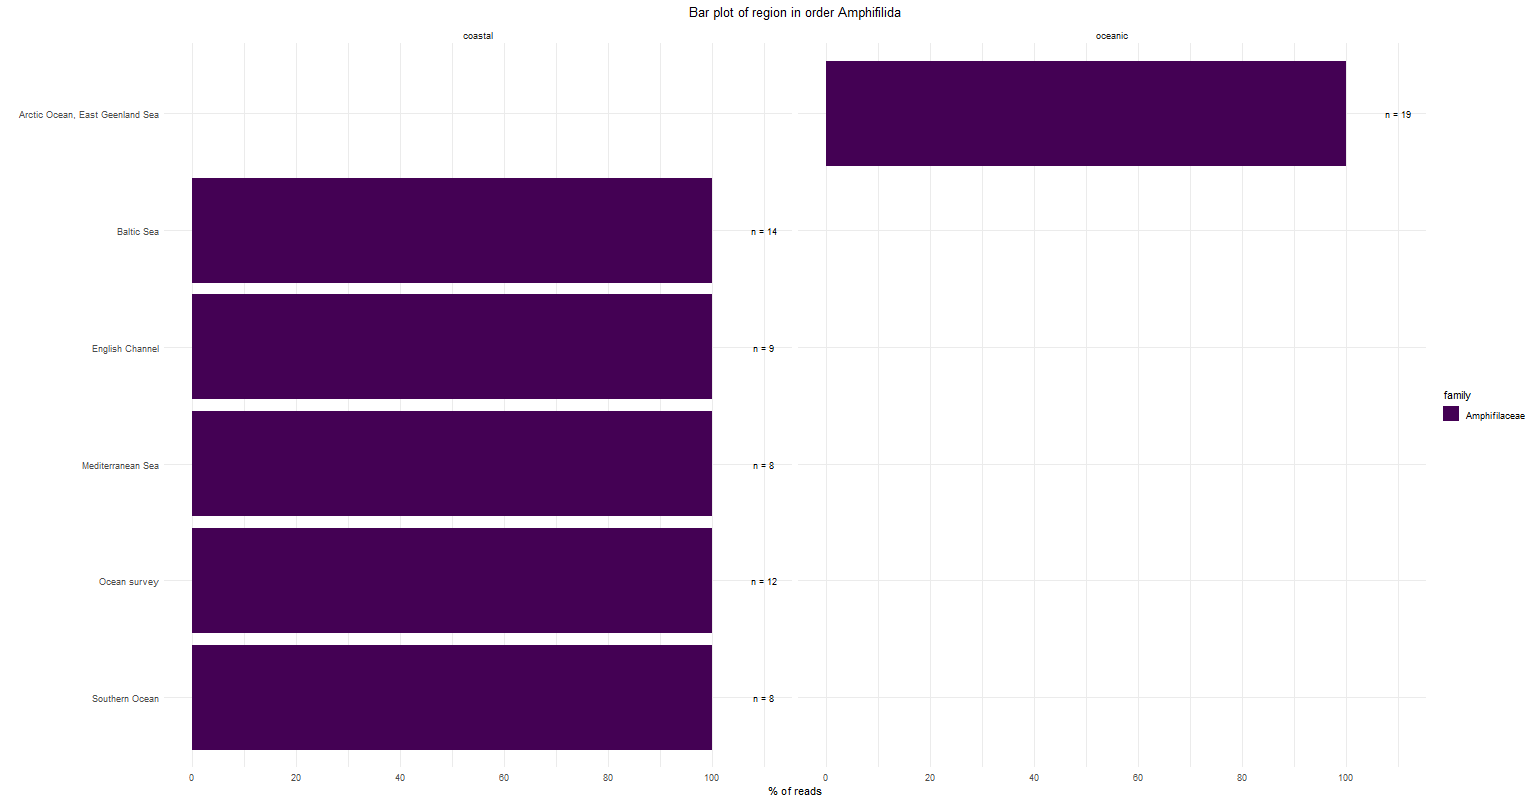 Bar plot of region in order Amphifilida
coastal
oceanic
Arctic Ocean, East Geenland Sea
n = 19
Baltic Sea
n = 14
English Channel
n = 9
Mediterranean Sea
n = 8
Ocean survey
n = 12
Southern Ocean
n = 8
family
Amphifilaceae
0 20 40 60 80 100
0 20 40 60 80 100
% of reads